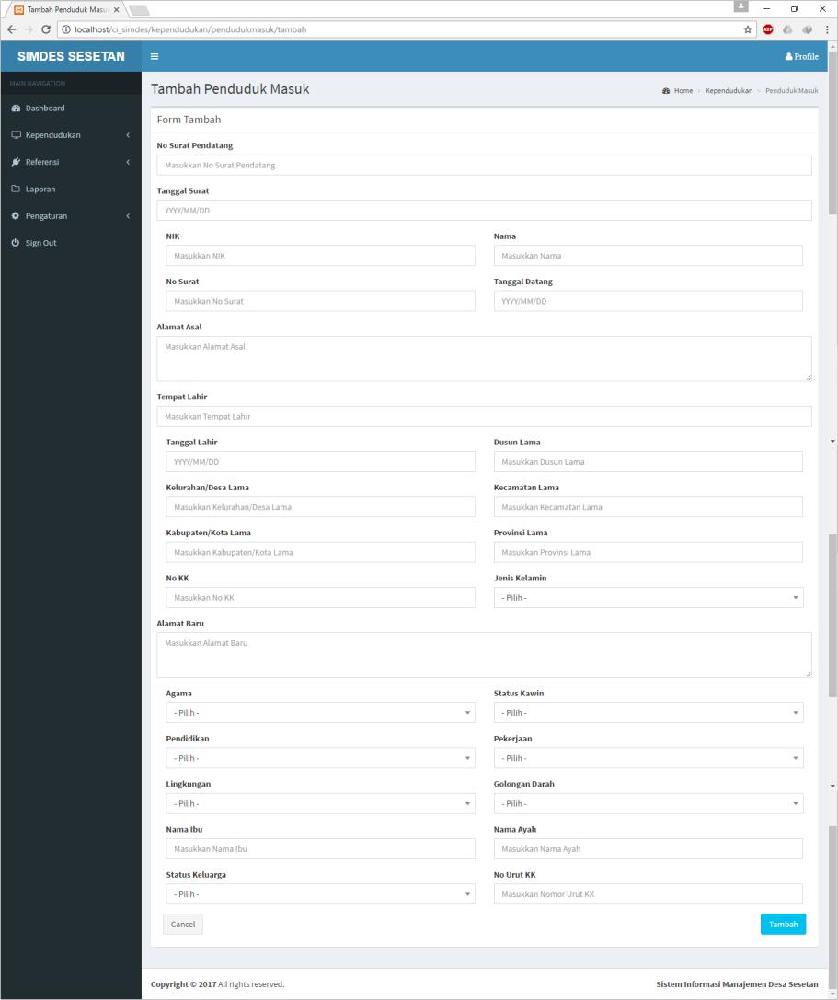 Tambah Penduduk Masu
localhost/ci_simdes/kependudukan/pendudukmasuk/tambah
ABP
SIMDES SESETAN
Profile
MAIN NAVIGATION
Dashboard
Kependudukan
Referensi
Laporan
Pengaturan
Sign Out
Tambah Penduduk Masuk
Home > Kependudukan > Penduduk Masuk
Form Tambah
No Surat Pendatang
Masukkan No Surat Pendatang
Tanggal Surat
YYYY/MM/DD
NIK Nama
Masukkan NIK Masukkan Nama
No Surat Tanggal Datang
Masukkan No Surat YYYY/MM/DD
Alamat Asal
Masukkan Alamat Asal
Tempat Lahir
Masukkan Tempat Lahir
Tanggal Lahir Dusun Lama
YYYY/MM/DD Masukkan Dusun Lama
Kelurahan/Desa Lama Kecamatan Lama
Masukkan Kelurahan/Desa Lama Masukkan Kecamatan Lama
Kabupaten/Kota Lama Provinsi Lama
Masukkan Kabupaten/Kota Lama Masukkan Provinsi Lama
No KK Jenis Kelamin
Masukkan No KK - Pilih -
Alamat Baru
Masukkan Alamat Baru
Agama Status Kawin
- Pilih - - Pilih -
Pendidikan Pekerjaan
- Pilih - - Pilih -
Lingkungan Golongan Darah
- Pilih - - Pilih -
Nama Ibu Nama Ayah
Masukkan Nama Ibu Masukkan Nama Ayah
Status Keluarga No Urut KK
- Pilih - Masukkan Nomor Urut KK
Cancel Tambah
Copyright © 2017 All rights reserved. Sistem Informasi Manajemen Desa Sesetan